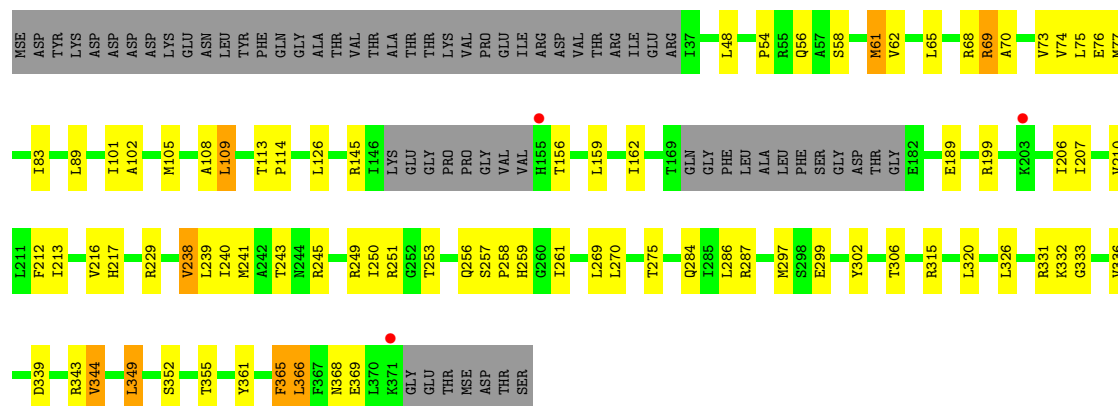 MSE ASP TYR LYS ASP ASP ASP ASP LYS GLU ASN LEU TYR PHE GLN GLY ALA THR VAL THR ALA THR THR LYS VAL PRO GLU ILE ARG ASP VAL THR ARG ILE GLU ARG I37 L48 P54 R55 Q56 A57 S58 M61 V62 L65 R68 R69 A70 V73 V74 L75 E76 M77
I83 L89 I101 A102 M105 A108 L109 T113 P114 L126 R145 I146 LYS GLU GLY PRO PRO GLY VAL VAL H155 T156 L159 I162 T169 GLN GLY PHE LEU ALA LEU PHE SER GLY ASP THR GLY E182 E189 R199 K203 I206 I207 V210
L211 F212 I213 V216 H217 R229 V238 L239 I240 M241 A242 T243 N244 R245 R249 I250 R251 G252 T253 Q256 S257 P258 H259 G260 I261 L269 L270 T275 Q284 I285 L286 R287 M297 S298 E299 Y302 T306 R315 L320 L326 R331 K332 G333 V336
D339 R343 V344 L349 S352 T355 Y361 F365 L366 F367 N368 E369 L370 K371 GLY GLU THR MSE ASP THR SER